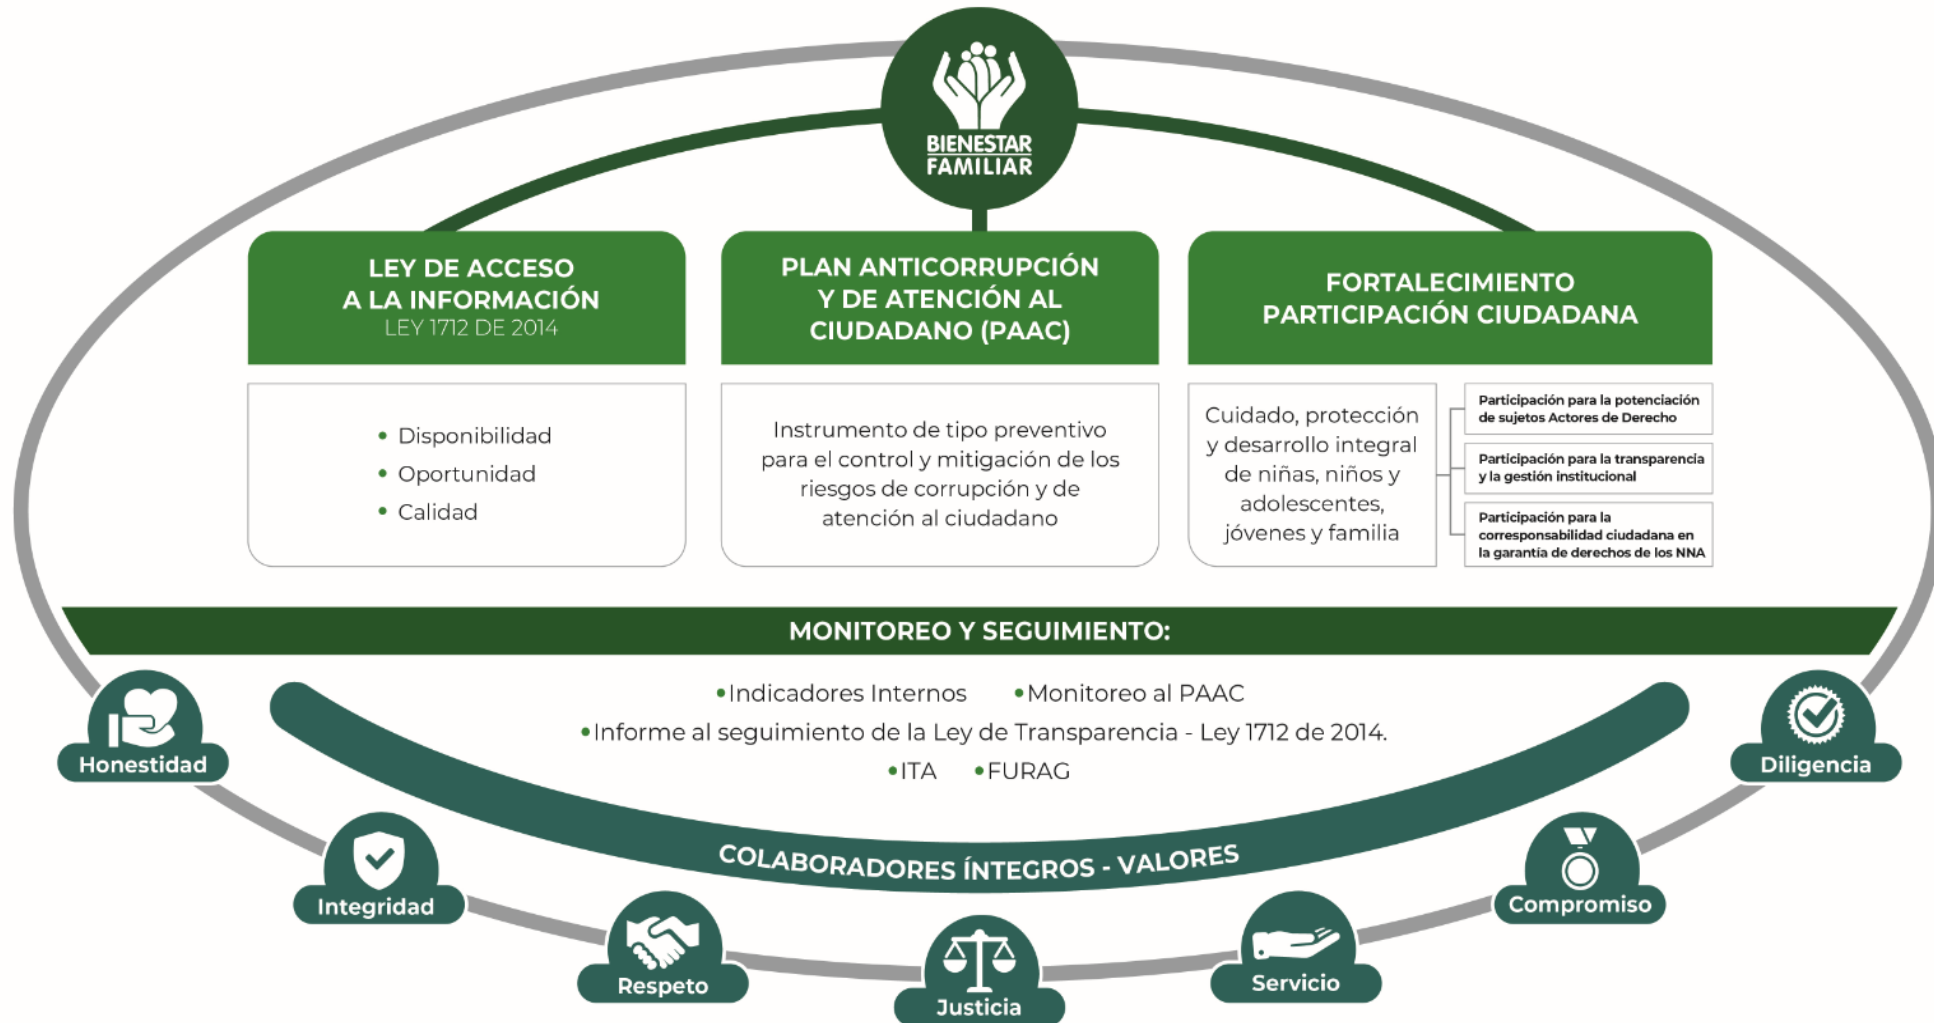 BIENESTAR
FAMILIAR
LEY DE ACCESO
A LA INFORMACIÓN
LEY 1712 DE 2014
• Disponibilidad
• Oportunidad
• Calidad
PLAN ANTICORRUPCIÓN
Y DE ATENCIÓN AL
CIUDADANO (PAAC)
Instrumento de tipo preventivo
para el control y mitigación de los
riesgos de corrupción y de
atención al ciudadano
FORTALECIMIENTO
PARTICIPACIÓN CIUDADANA
Cuidado, protección
y desarrollo integral
de niñas, niños y
adolescentes,
jóvenes y familia
Participación para la potenciación
de sujetos Actores de Derecho
Participación para la transparencia
y la gestión institucional
Participación para la
corresponsabilidad ciudadana en
la garantía de derechos de los NNA
MONITOREO Y SEGUIMIENTO:
•Indicadores Internos •Monitoreo al PAAC
•Informe al seguimiento de la Ley de Transparencia - Ley 1712 de 2014.
•ITA •FURAG
COLABORADORES ÍNTEGROS - VALORES
Honestidad
Integridad
Respeto
Justicia
Servicio
Compromiso
Diligencia